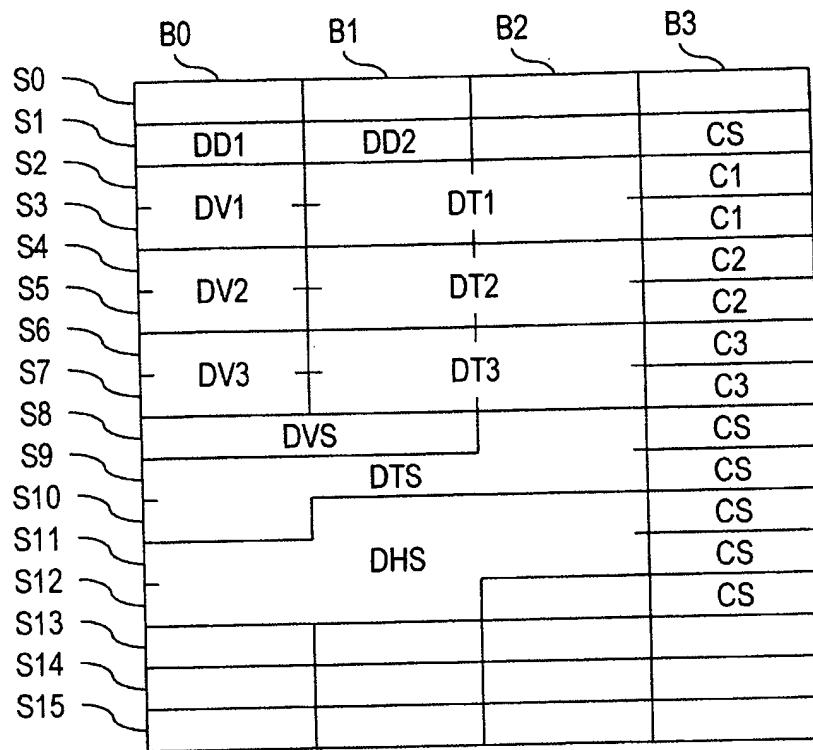 B0 B1 B2 B3
S0
S1 DD1 DD2 CS
S2 C1
DV1 DT1
S3 C1
S4 C2
DV2 DT2
S5 C2
S6 C3
DV3 DT3
S7 C3
S8 DVS CS
S9 DTS CS
S10 CS
S11 DHS CS
S12 CS
S13
S14
S15